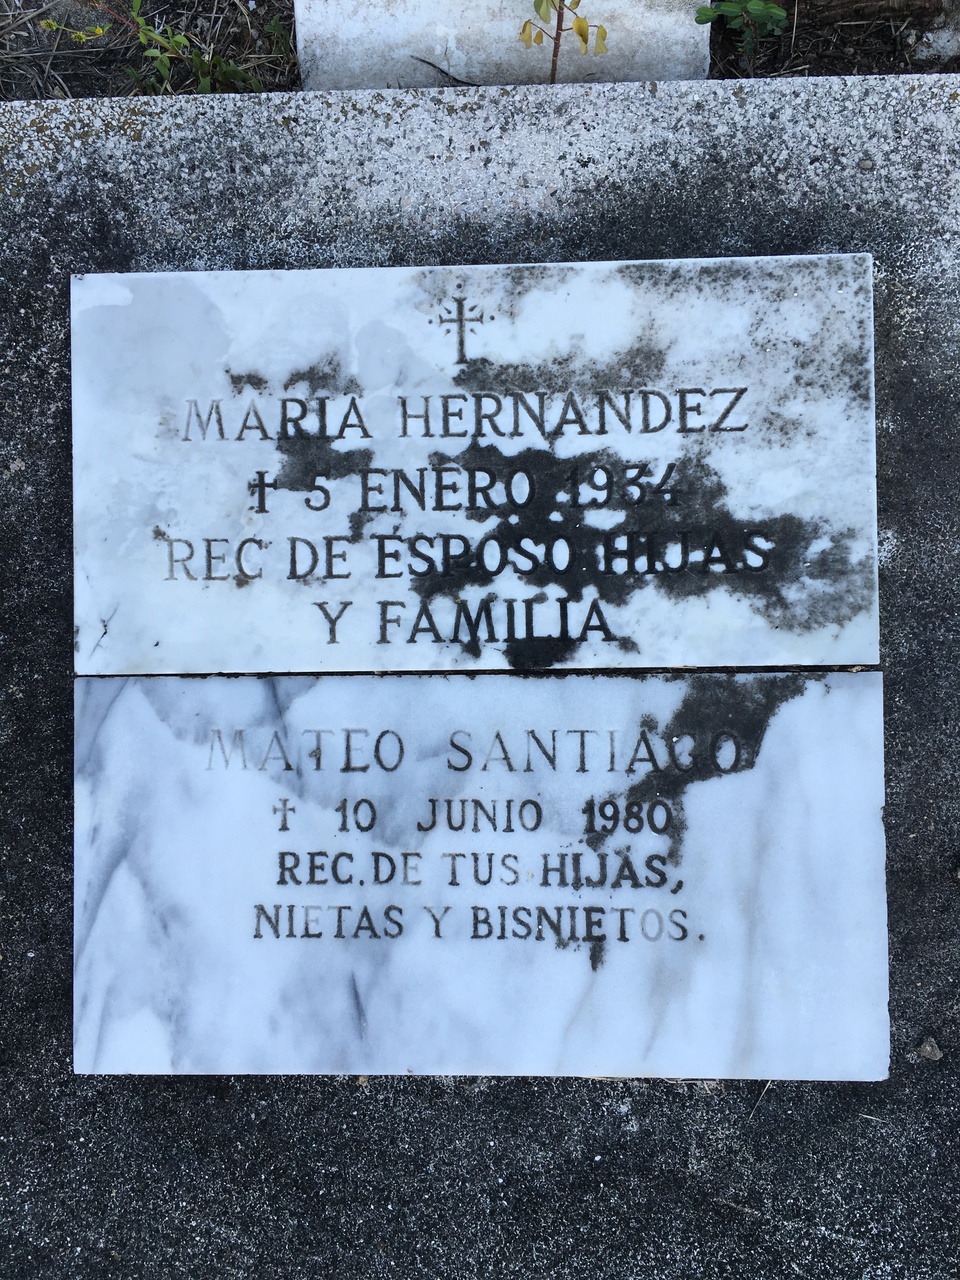 MARIA HERNANDEZ
✝ 5 ENERO 1934
REC DE ESPOSO HIJAS
Y FAMILIA
MATEO SANTIAGO
✝ 10 JUNIO 1980
REC. DE TUS HIJAS,
NIETAS Y BISNIETOS.